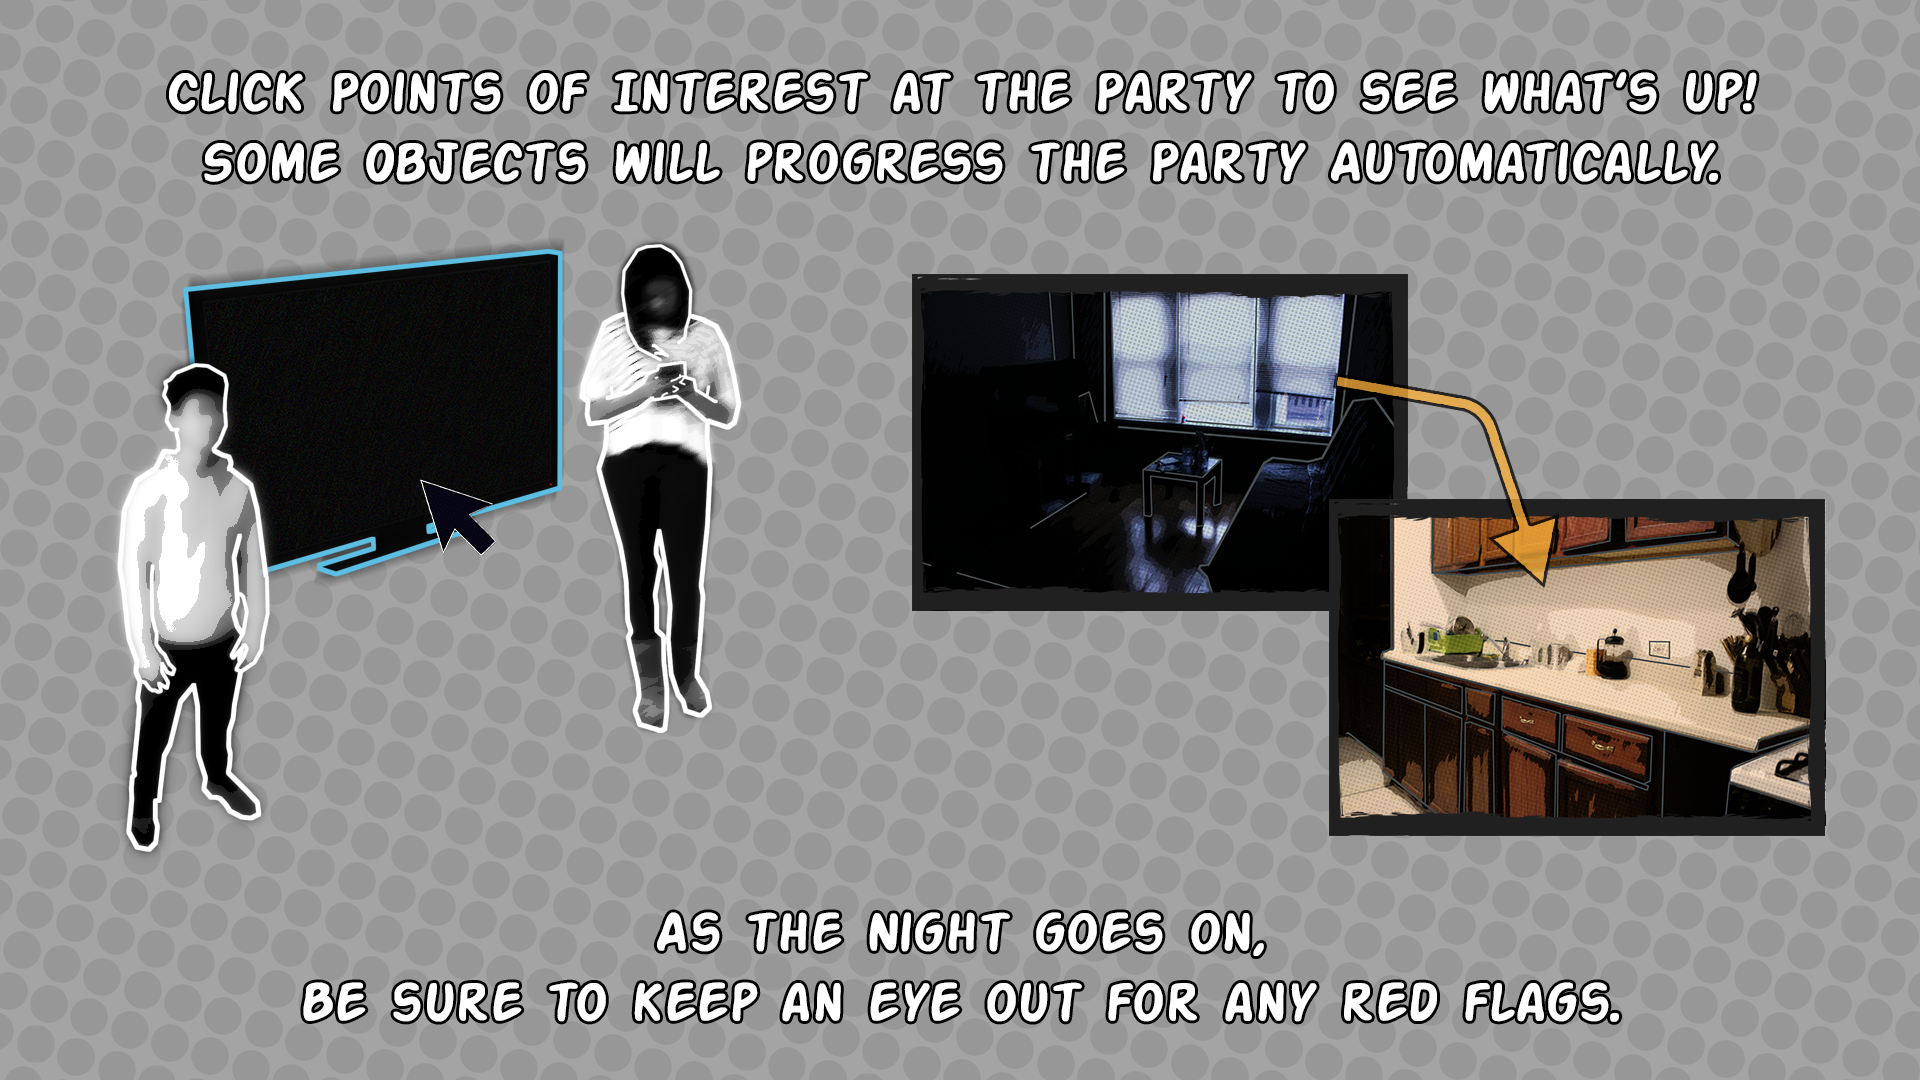 CLICK POINTS OF INTEREST AT THE PARTY TO SEE WHAT'S UP!
SOME OBJECTS WILL PROGRESS THE PARTY AUTOMATICALLY.
AS THE NIGHT GOES ON,
BE SURE TO KEEP AN EYE OUT FOR ANY RED FLAGS.